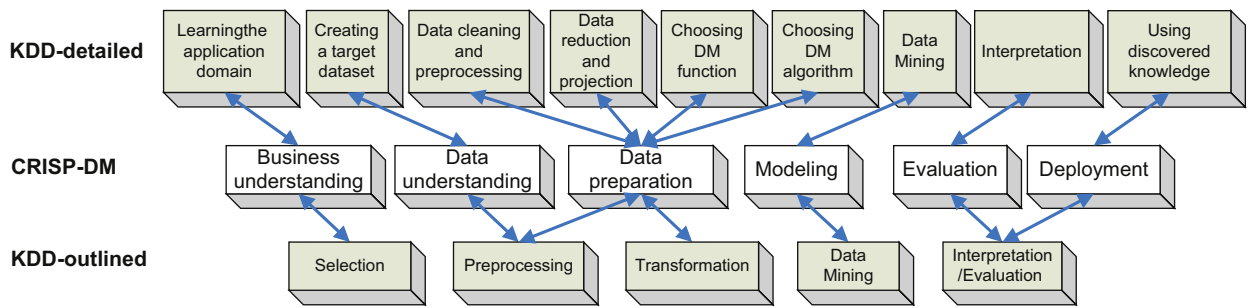 KDD-detailed
Learningthe
application
domain
Creating
a target
dataset
Data cleaning
and
preprocessing
Data
reduction
and
projection
Choosing
DM
function
Choosing
DM
algorithm
Data
Mining
Interpretation
Using
discovered
knowledge
CRISP-DM
Business
understanding
Data
understanding
Data
preparation
Modeling
Evaluation
Deployment
KDD-outlined
Selection
Preprocessing
Transformation
Data
Mining
Interpretation
/Evaluation